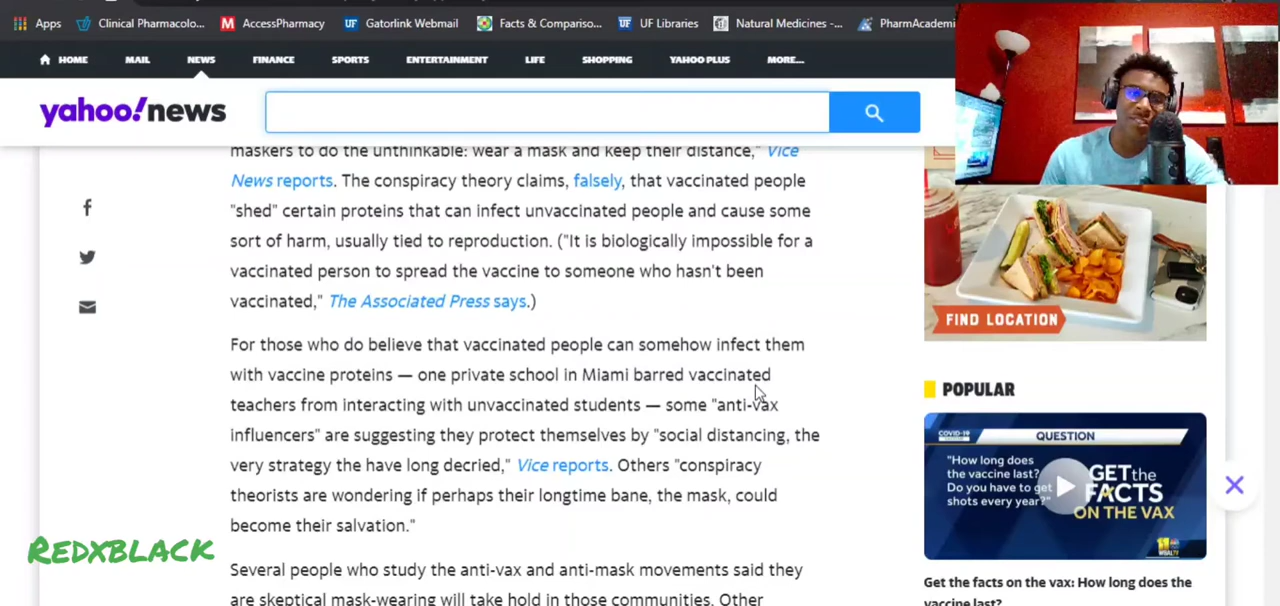 Apps Clinical Pharmacolo... AccessPharmacy Gatorlink Webmail Facts & Compariso... UF Libraries Natural Medicines -... PharmAcademi
HOME MAIL NEWS FINANCE SPORTS ENTERTAINMENT LIFE SHOPPING YAHOO PLUS MORE...
yahoo!news
maskers to do the unthinkable: wear a mask and keep their distance," Vice
News reports. The conspiracy theory claims, falsely, that vaccinated people
"shed" certain proteins that can infect unvaccinated people and cause some
sort of harm, usually tied to reproduction. ("It is biologically impossible for a
vaccinated person to spread the vaccine to someone who hasn't been
vaccinated," The Associated Press says.)
For those who do believe that vaccinated people can somehow infect them
with vaccine proteins — one private school in Miami barred vaccinated
teachers from interacting with unvaccinated students — some "anti-vax
influencers" are suggesting they protect themselves by "social distancing, the
very strategy the have long decried," Vice reports. Others "conspiracy
theorists are wondering if perhaps their longtime bane, the mask, could
become their salvation."
Several people who study the anti-vax and anti-mask movements said they
are skeptical mask-wearing will take hold in those communities. Other
REDXBLACK
FIND LOCATION
POPULAR
COVID-19 QUESTION
"How long does
the vaccine last?
Do you have to get
shots every year?"
GET the
FACTS
ON THE VAX
11
WBALTV
Get the facts on the vax: How long does the
vaccine last?